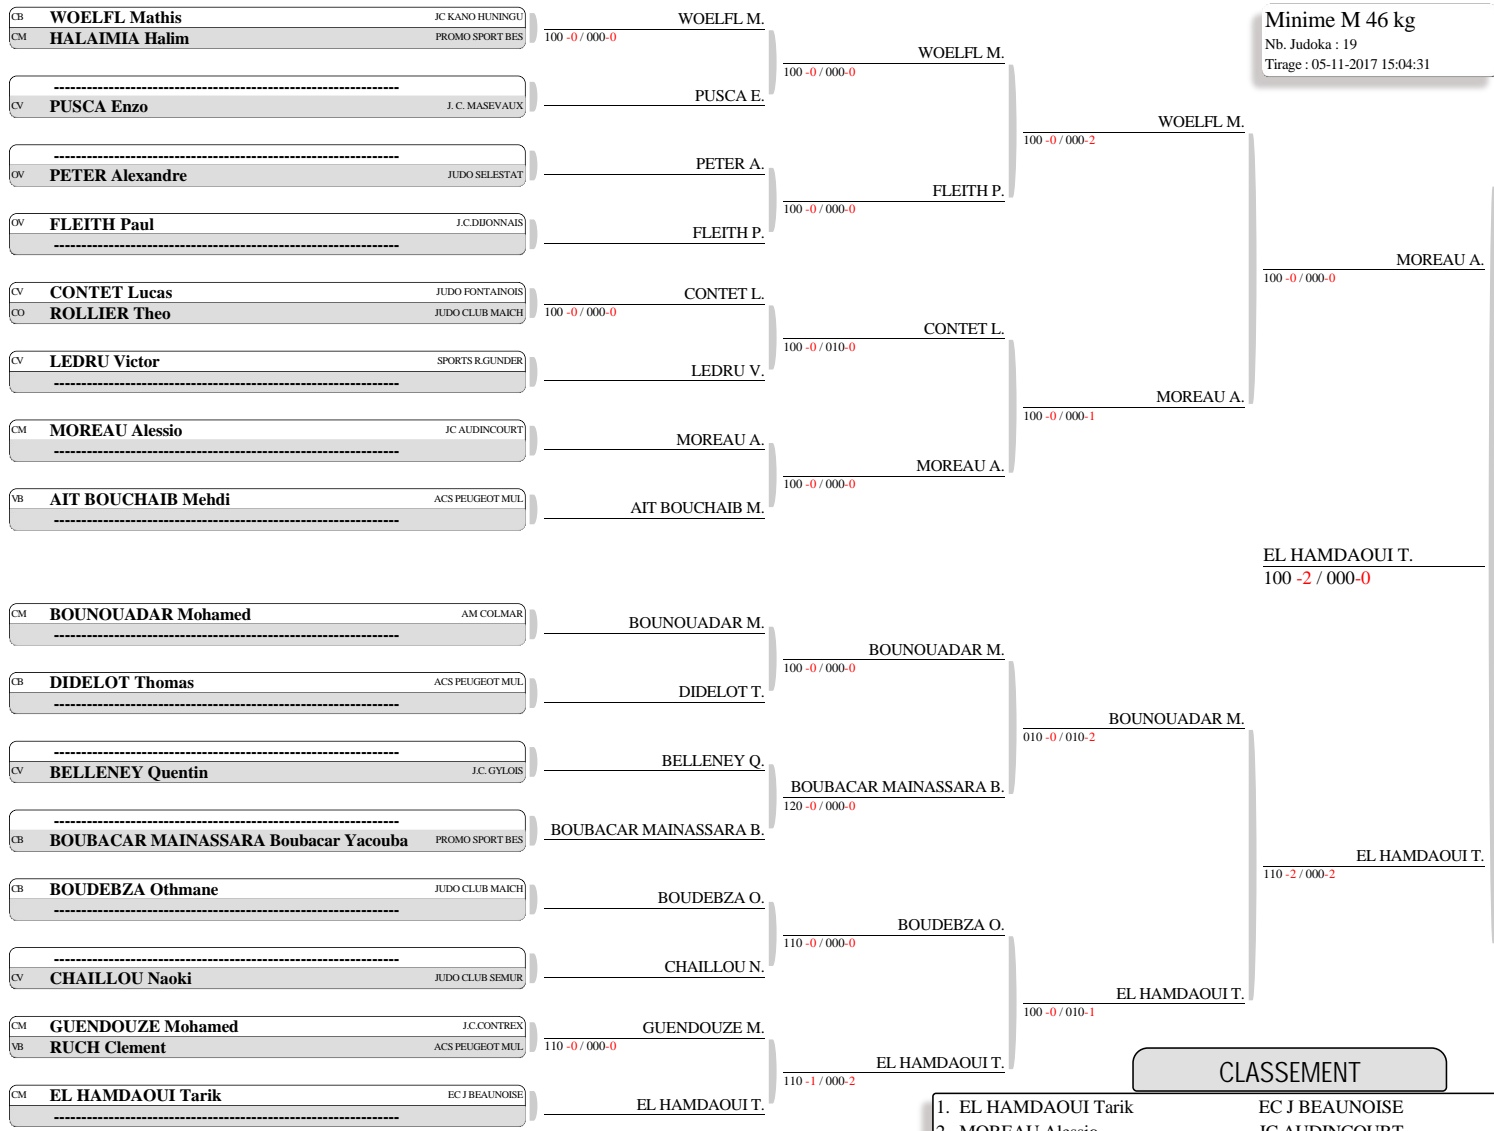 Minime M 46 kg
Nb. Judoka : 19
Tirage : 05-11-2017 15:04:31
CB WOELFL Mathis JC KANO HUNINGU
CM HALAIMIA Halim PROMO SPORT BES
--------------------------------------------------------------
CV PUSCA Enzo J. C. MASEVAUX
--------------------------------------------------------------
OV PETER Alexandre JUDO SELESTAT
OV FLEITH Paul J.C.DIJONNAIS
--------------------------------------------------------------
CV CONTET Lucas JUDO FONTAINOIS
CO ROLLIER Theo JUDO CLUB MAICH
CV LEDRU Victor SPORTS R.GUNDER
--------------------------------------------------------------
CM MOREAU Alessio JC AUDINCOURT
--------------------------------------------------------------
VB AIT BOUCHAIB Mehdi ACS PEUGEOT MUL
--------------------------------------------------------------
CM BOUNOUADAR Mohamed AM COLMAR
--------------------------------------------------------------
CB DIDELOT Thomas ACS PEUGEOT MUL
--------------------------------------------------------------
--------------------------------------------------------------
CV BELLENEY Quentin J.C. GYLOIS
--------------------------------------------------------------
CB BOUBACAR MAINASSARA Boubacar Yacouba PROMO SPORT BES
CB BOUDEBZA Othmane JUDO CLUB MAICH
--------------------------------------------------------------
--------------------------------------------------------------
CV CHAILLOU Naoki JUDO CLUB SEMUR
CM GUENDOUZE Mohamed J.C.CONTREX
VB RUCH Clement ACS PEUGEOT MUL
CM EL HAMDAOUI Tarik EC J BEAUNOISE
--------------------------------------------------------------
WOELFL M.
100 -0 / 000-0
PUSCA E.
PETER A.
FLEITH P.
CONTET L.
100 -0 / 000-0
LEDRU V.
MOREAU A.
AIT BOUCHAIB M.
BOUNOUADAR M.
DIDELOT T.
BELLENEY Q.
BOUBACAR MAINASSARA B.
BOUDEBZA O.
CHAILLOU N.
GUENDOUZE M.
110 -0 / 000-0
EL HAMDAOUI T.
WOELFL M.
100 -0 / 000-0
FLEITH P.
100 -0 / 000-0
CONTET L.
100 -0 / 010-0
MOREAU A.
100 -0 / 000-0
BOUNOUADAR M.
100 -0 / 000-0
BOUBACAR MAINASSARA B.
120 -0 / 000-0
BOUDEBZA O.
110 -0 / 000-0
EL HAMDAOUI T.
110 -1 / 000-2
WOELFL M.
100 -0 / 000-2
MOREAU A.
100 -0 / 000-1
BOUNOUADAR M.
010 -0 / 010-2
EL HAMDAOUI T.
100 -0 / 010-1
MOREAU A.
100 -0 / 000-0
EL HAMDAOUI T.
110 -2 / 000-2
EL HAMDAOUI T.
100 -2 / 000-0
CLASSEMENT
1. EL HAMDAOUI Tarik EC J BEAUNOISE
2. MOREAU Alessio JC AUDINCOURT